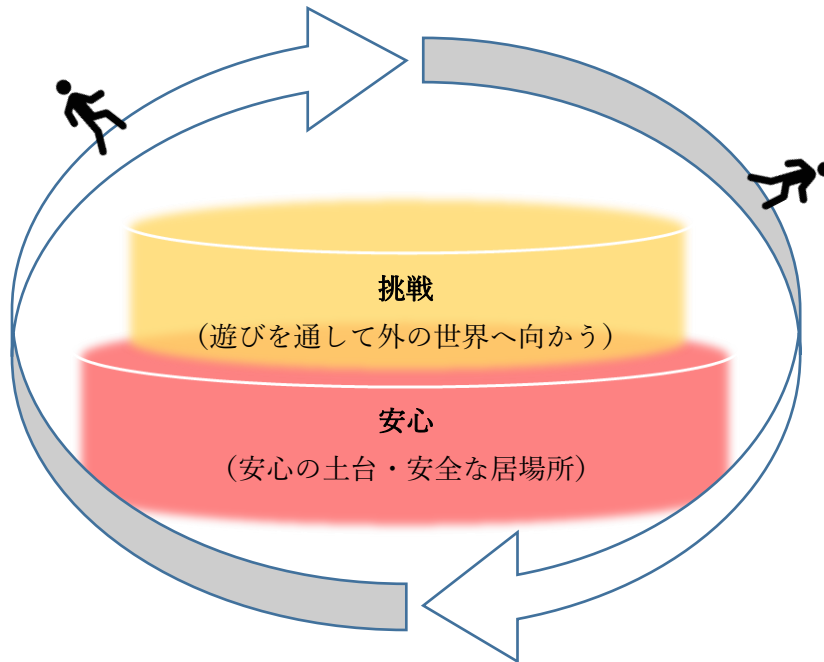 挑戦
（遊びを通して外の世界へ向かう）
安心
（安心の土台・安全な居場所）